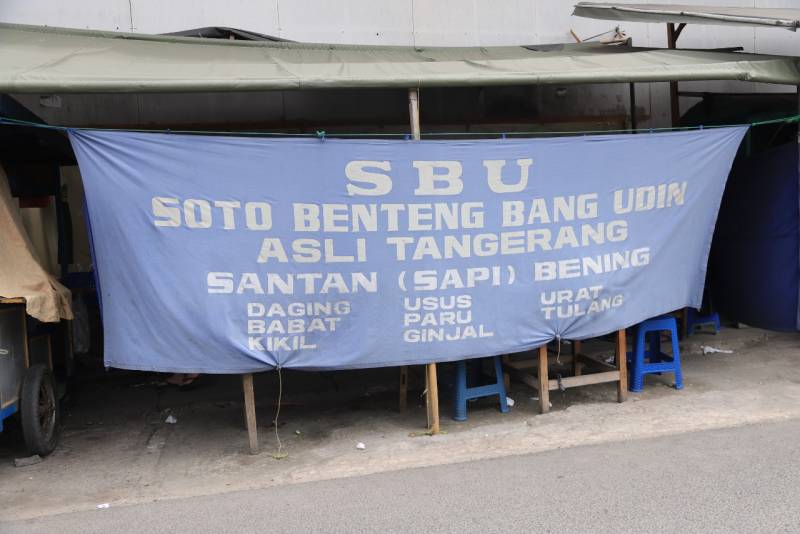 SBU
SOTO BENTENG BANG UDIN
ASLI TANGERANG
SANTAN (SAPI) BENING
DAGING USUS URAT
BABAT PARU TULANG
KIKIL GINJAL